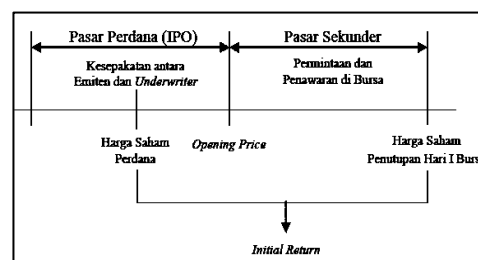 Pasar Perdana (IPO)
Pasar Sekunder
Kesepakatan antara
Emiten dan Underwriter
Permintaan dan
Penawaran di Bursa
Harga Saham
Perdana
Opening Price
Harga Saham
Penutupan Hari I Burs
Initial Return